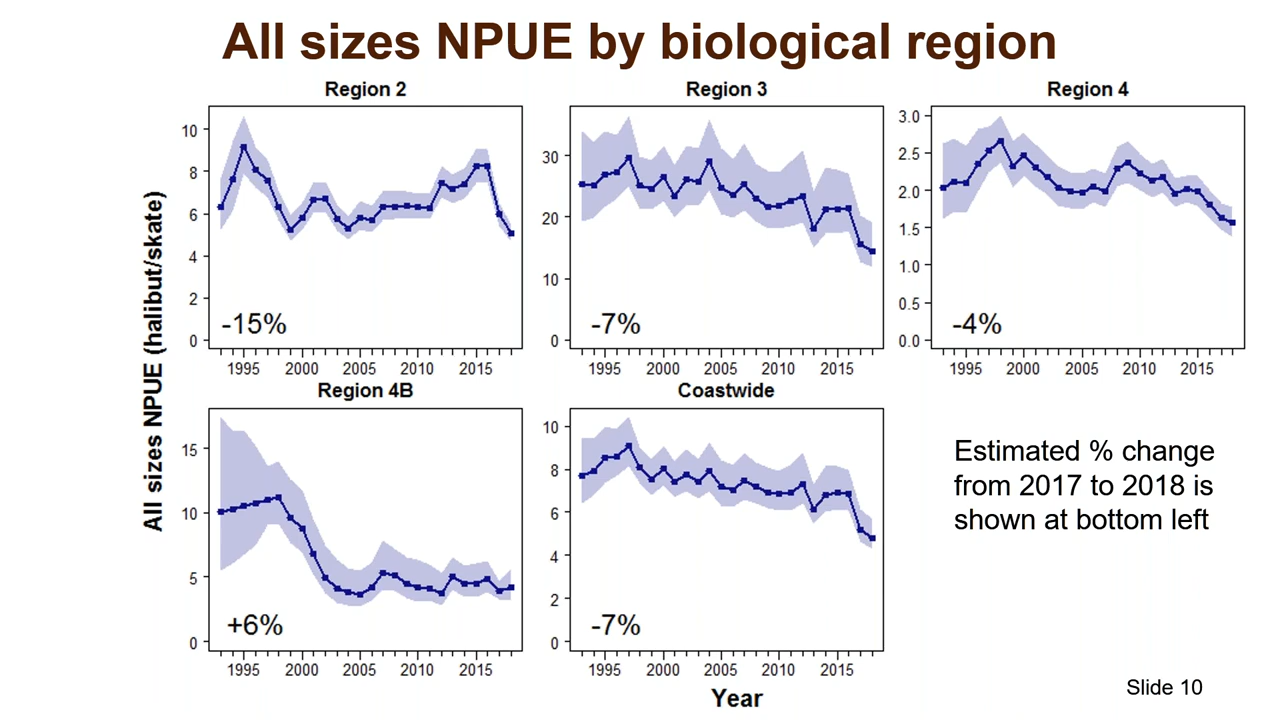 All sizes NPUE by biological region
Region 2
Region 3
Region 4
All sizes NPUE (halibut/skate)
10
8
6
4
2
0
-15%
1995 2000 2005 2010 2015
30
20
10
0
-7%
1995 2000 2005 2010 2015
3.0
2.5
2.0
1.5
1.0
0.5
0.0
-4%
1995 2000 2005 2010 2015
Region 4B
Coastwide
15
10
5
0
+6%
1995 2000 2005 2010 2015
10
8
6
4
2
0
-7%
1995 2000 2005 2010 2015
Year
Estimated % change
from 2017 to 2018 is
shown at bottom left
Slide 10